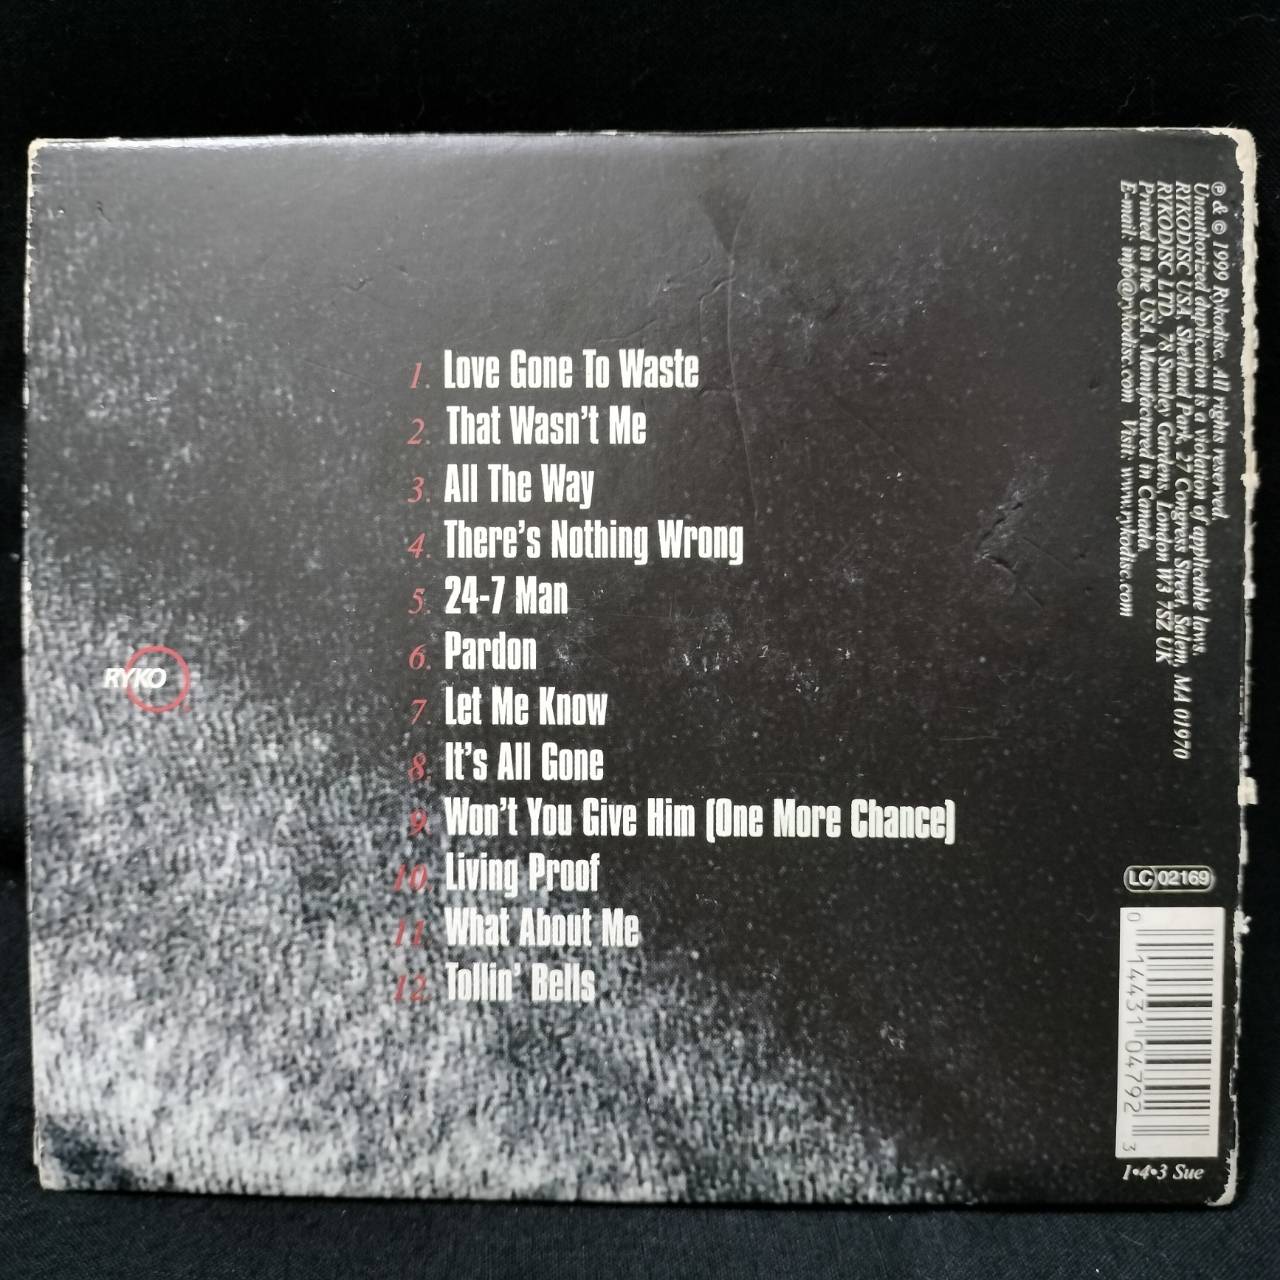 1. Love Gone To Waste
2. That Wasn't Me
3. All The Way
4. There's Nothing Wrong
5. 24-7 Man
6. Pardon
7. Let Me Know
8. It's All Gone
9. Won't You Give Him (One More Chance)
10. Living Proof
11. What About Me
12. Tollin' Bells
RYKO
℗ & © 1999 Rykodisc. All rights reserved.
Unauthorized duplication is a violation of applicable laws.
RYKODISC USA, Shetland Park, 27 Congress Street, Salem, MA 01970
RYKODISC LTD., 78 Stanley Gardens, London W3 7SZ UK
Printed in the USA. Manufactured in Canada.
E-mail: info@rykodisc.com Visit: www.rykodisc.com
LC 02169
0 14431 04792 3
1•4•3 Sue